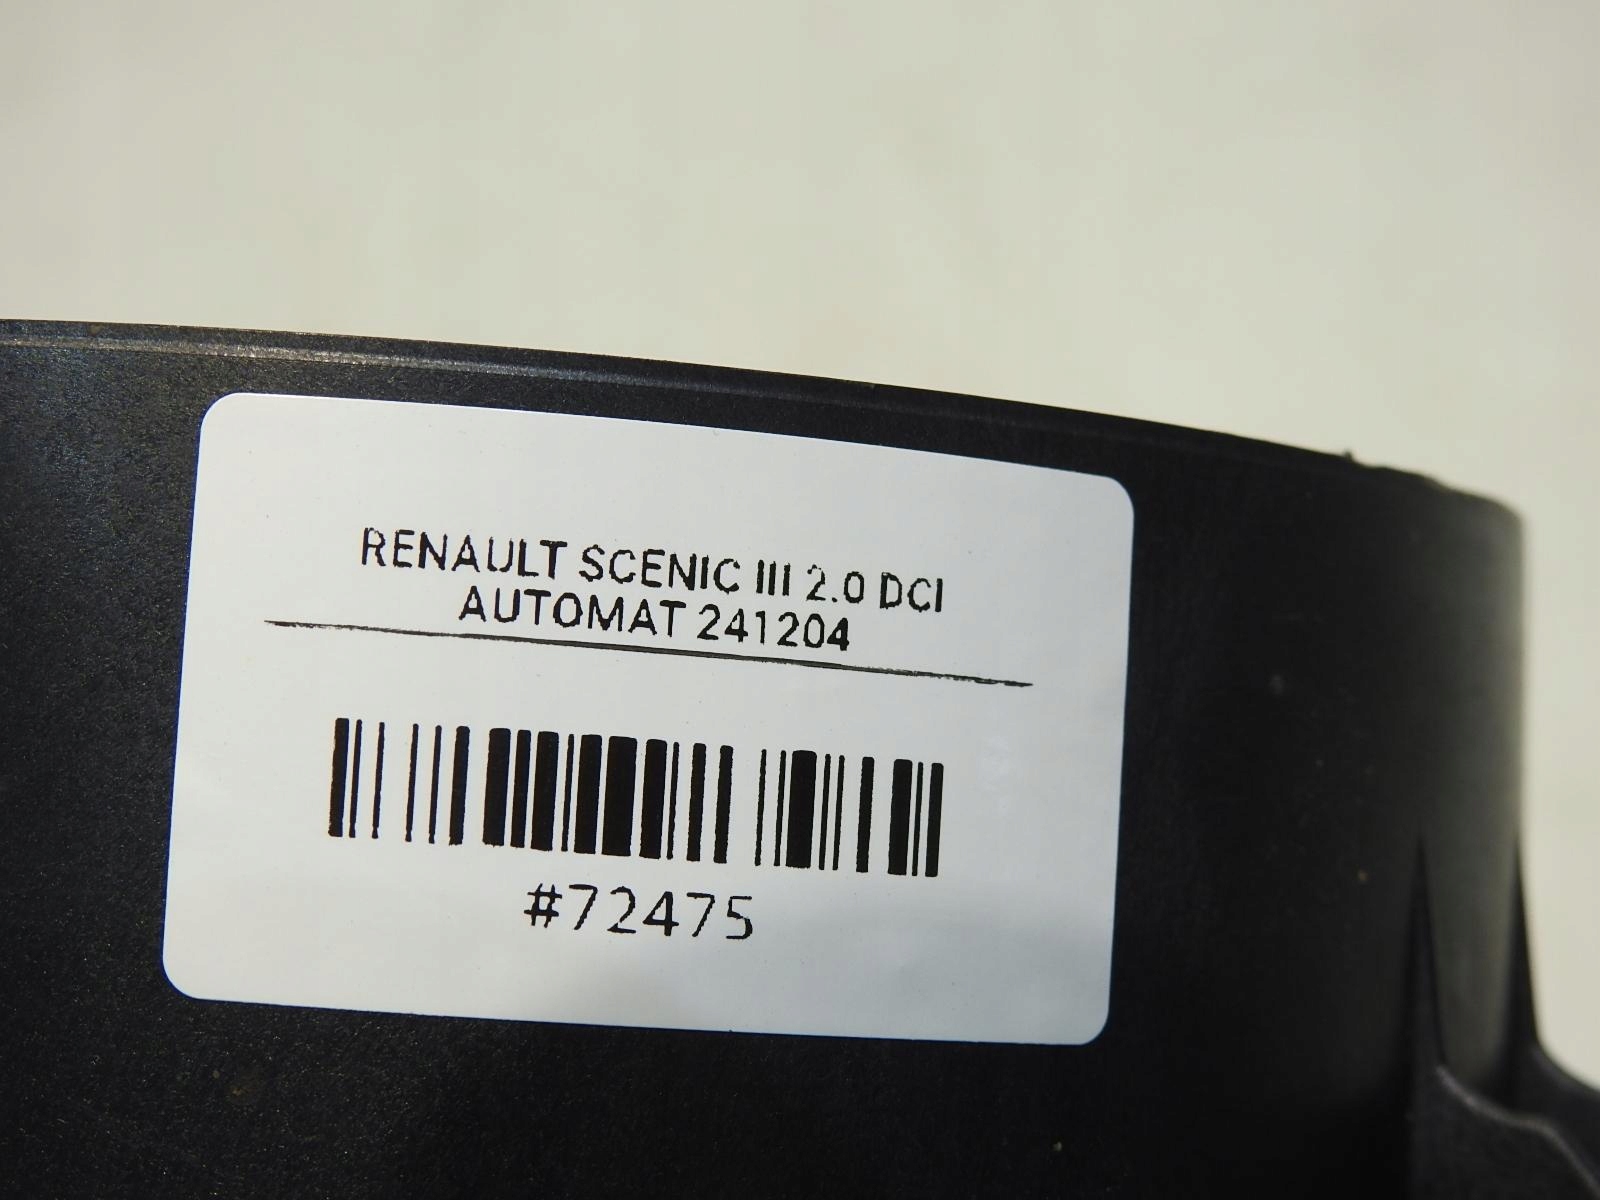 RENAULT SCENIC III 2.0 DCI
AUTOMAT 241204
#72475